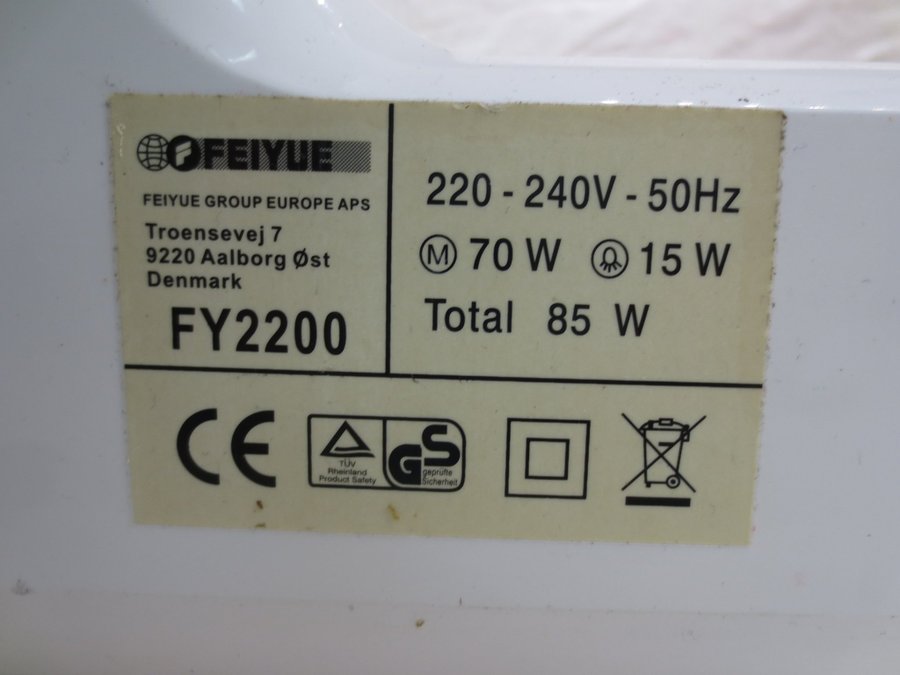 FEIYUE
FEIYUE GROUP EUROPE APS
Troensevej 7
9220 Aalborg Øst
Denmark
FY2200
220 - 240V - 50Hz
M 70 W 15 W
Total 85 W
CE
TÜV
Rheinland
Product Safety
GS
geprüfte
Sicherheit